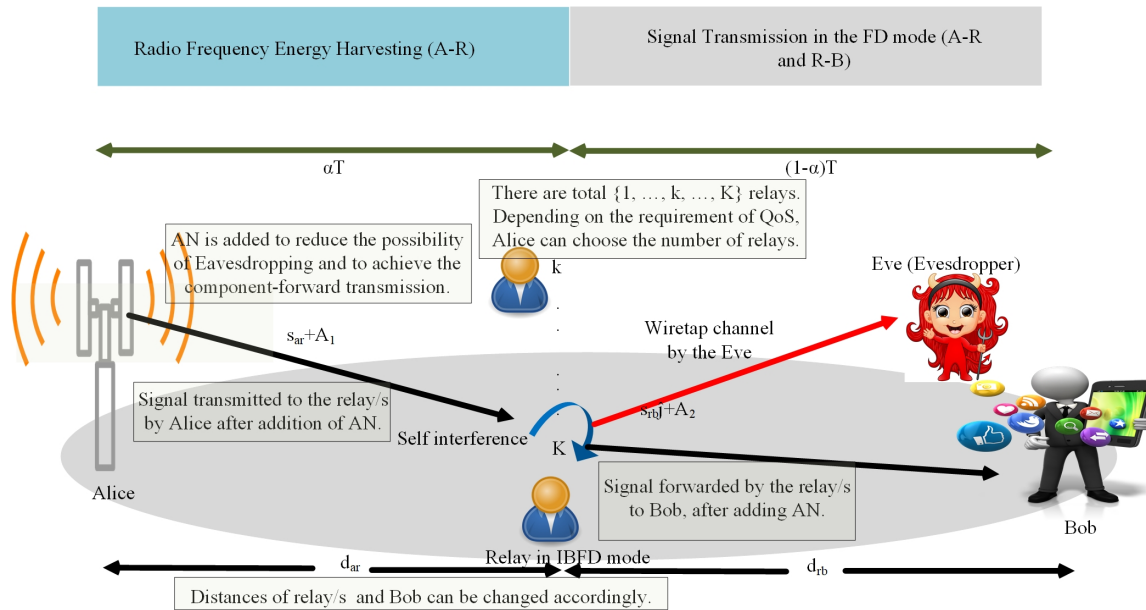 Radio Frequency Energy Harvesting (A-R)
Signal Transmission in the FD mode (A-R
and R-B)
αT
(1-α)T
There are total {1, …, k, …, K} relays.
Depending on the requirement of QoS,
Alice can choose the number of relays.
AN is added to reduce the possibility
of Eavesdropping and to achieve the
component-forward transmission.
k
Eve (Evesdropper)
s_ar+A_1
Wiretap channel
by the Eve
Signal transmitted to the relay/s
by Alice after addition of AN.
s_rbj+A_2
Self interference
K
Alice
Signal forwarded by the relay/s
to Bob, after adding AN.
Bob
Relay in IBFD mode
d_ar
d_rb
Distances of relay/s and Bob can be changed accordingly.